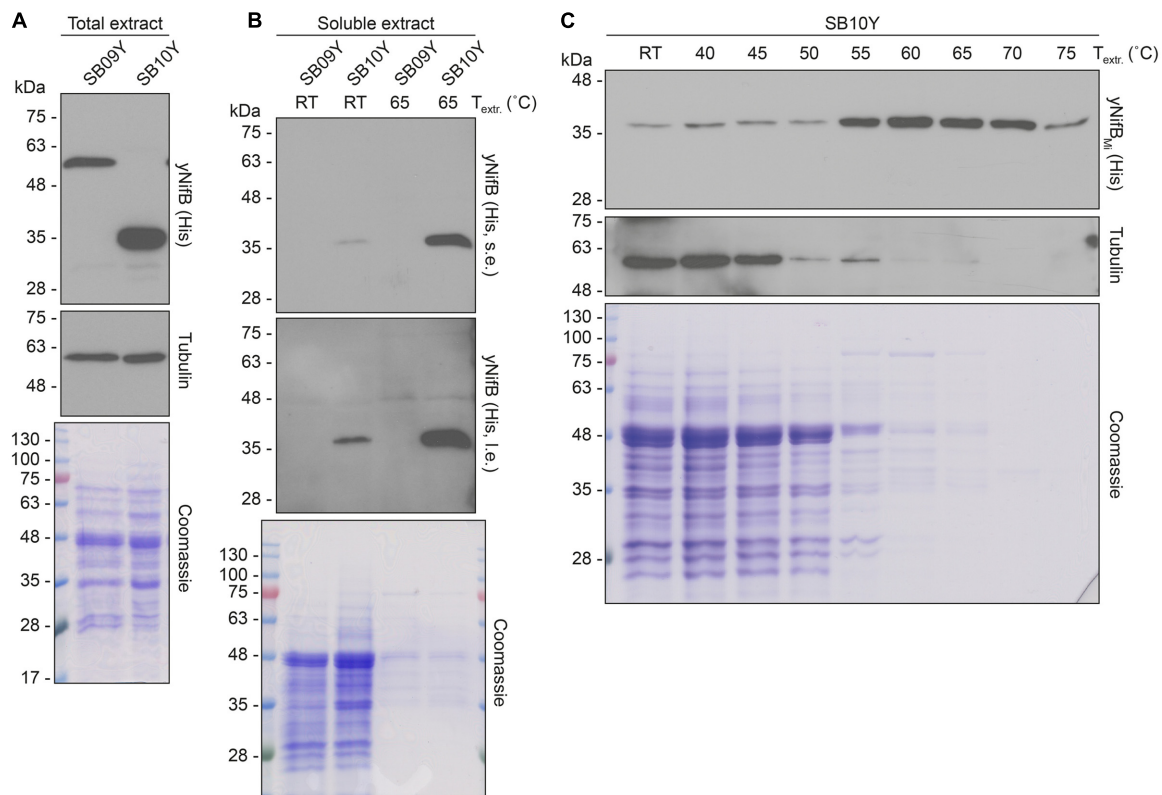 A
Total extract
SB09Y SB10Y
kDa
75 -
63 -
48 -
35 -
28 -
yNifB (His)
75 -
63 -
48 -
Tubulin
130 -
100 -
75 -
63 -
48 -
35 -
28 -
17 -
Coomassie
B
Soluble extract
SB09Y SB10Y SB09Y SB10Y
kDa RT RT 65 65 Textr. (°C)
75 -
63 -
48 -
35 -
28 -
yNifB (His, s.e.)
75 -
63 -
48 -
35 -
28 -
yNifB (His, l.e.)
130 -
100 -
75 -
63 -
48 -
35 -
28 -
Coomassie
C
SB10Y
kDa RT 40 45 50 55 60 65 70 75 Textr. (°C)
48 -
35 -
28 -
yNifBMi (His)
75 -
63 -
48 -
Tubulin
130 -
100 -
75 -
63 -
48 -
35 -
28 -
Coomassie